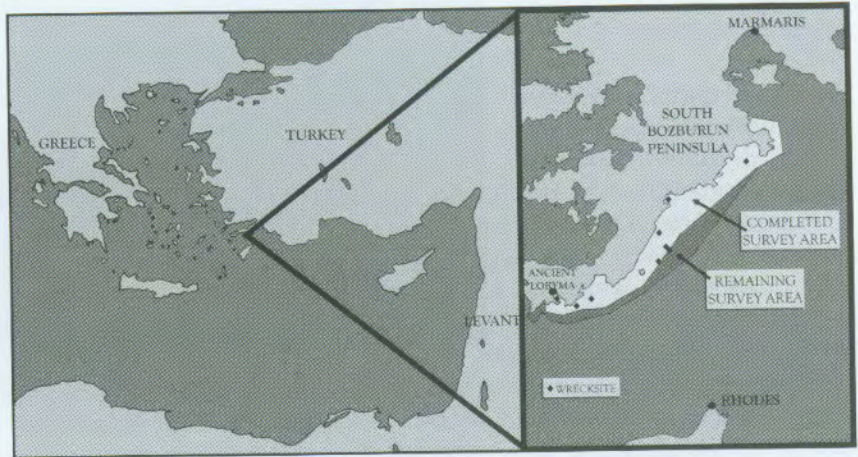 GREECE
TURKEY
LEVANT
MARMARIS
SOUTH
BOZBURUN
PENINSULA
COMPLETED
SURVEY AREA
ANCIENT
LORYMA
REMAINING
SURVEY AREA
WRECKSITE
RHODES